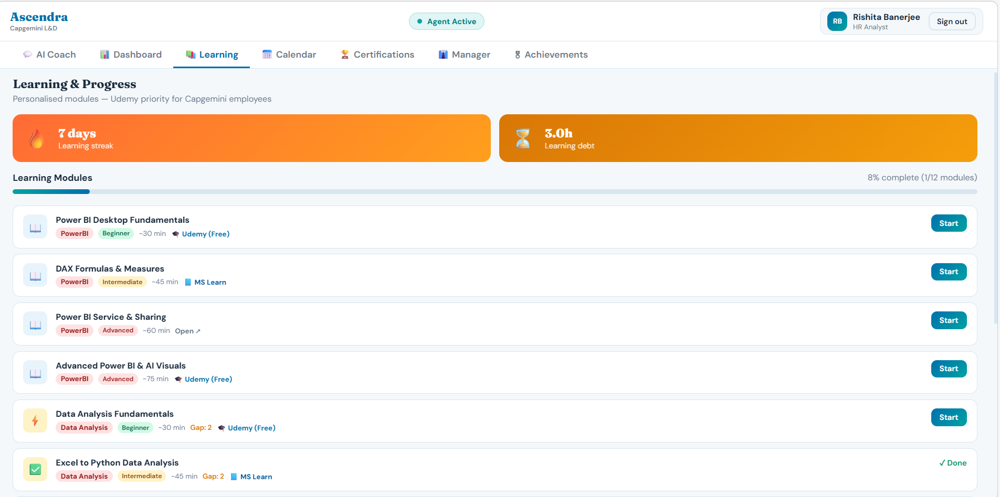 Ascendra
Capgemini L&D
Agent Active
RB
Rishita Banerjee
HR Analyst
Sign out
AI Coach
Dashboard
Learning
Calendar
Certifications
Manager
Achievements
Learning & Progress
Personalised modules — Udemy priority for Capgemini employees
7 days
Learning streak
3.0h
Learning debt
Learning Modules
8% complete (1/12 modules)
Power BI Desktop Fundamentals
PowerBI Beginner ~30 min Udemy (Free)
Start
DAX Formulas & Measures
PowerBI Intermediate ~45 min MS Learn
Start
Power BI Service & Sharing
PowerBI Advanced ~60 min Open ↗
Start
Advanced Power BI & AI Visuals
PowerBI Advanced ~75 min Udemy (Free)
Start
Data Analysis Fundamentals
Data Analysis Beginner ~30 min Gap: 2 Udemy (Free)
Start
Excel to Python Data Analysis
Data Analysis Intermediate ~45 min Gap: 2 MS Learn
✓ Done